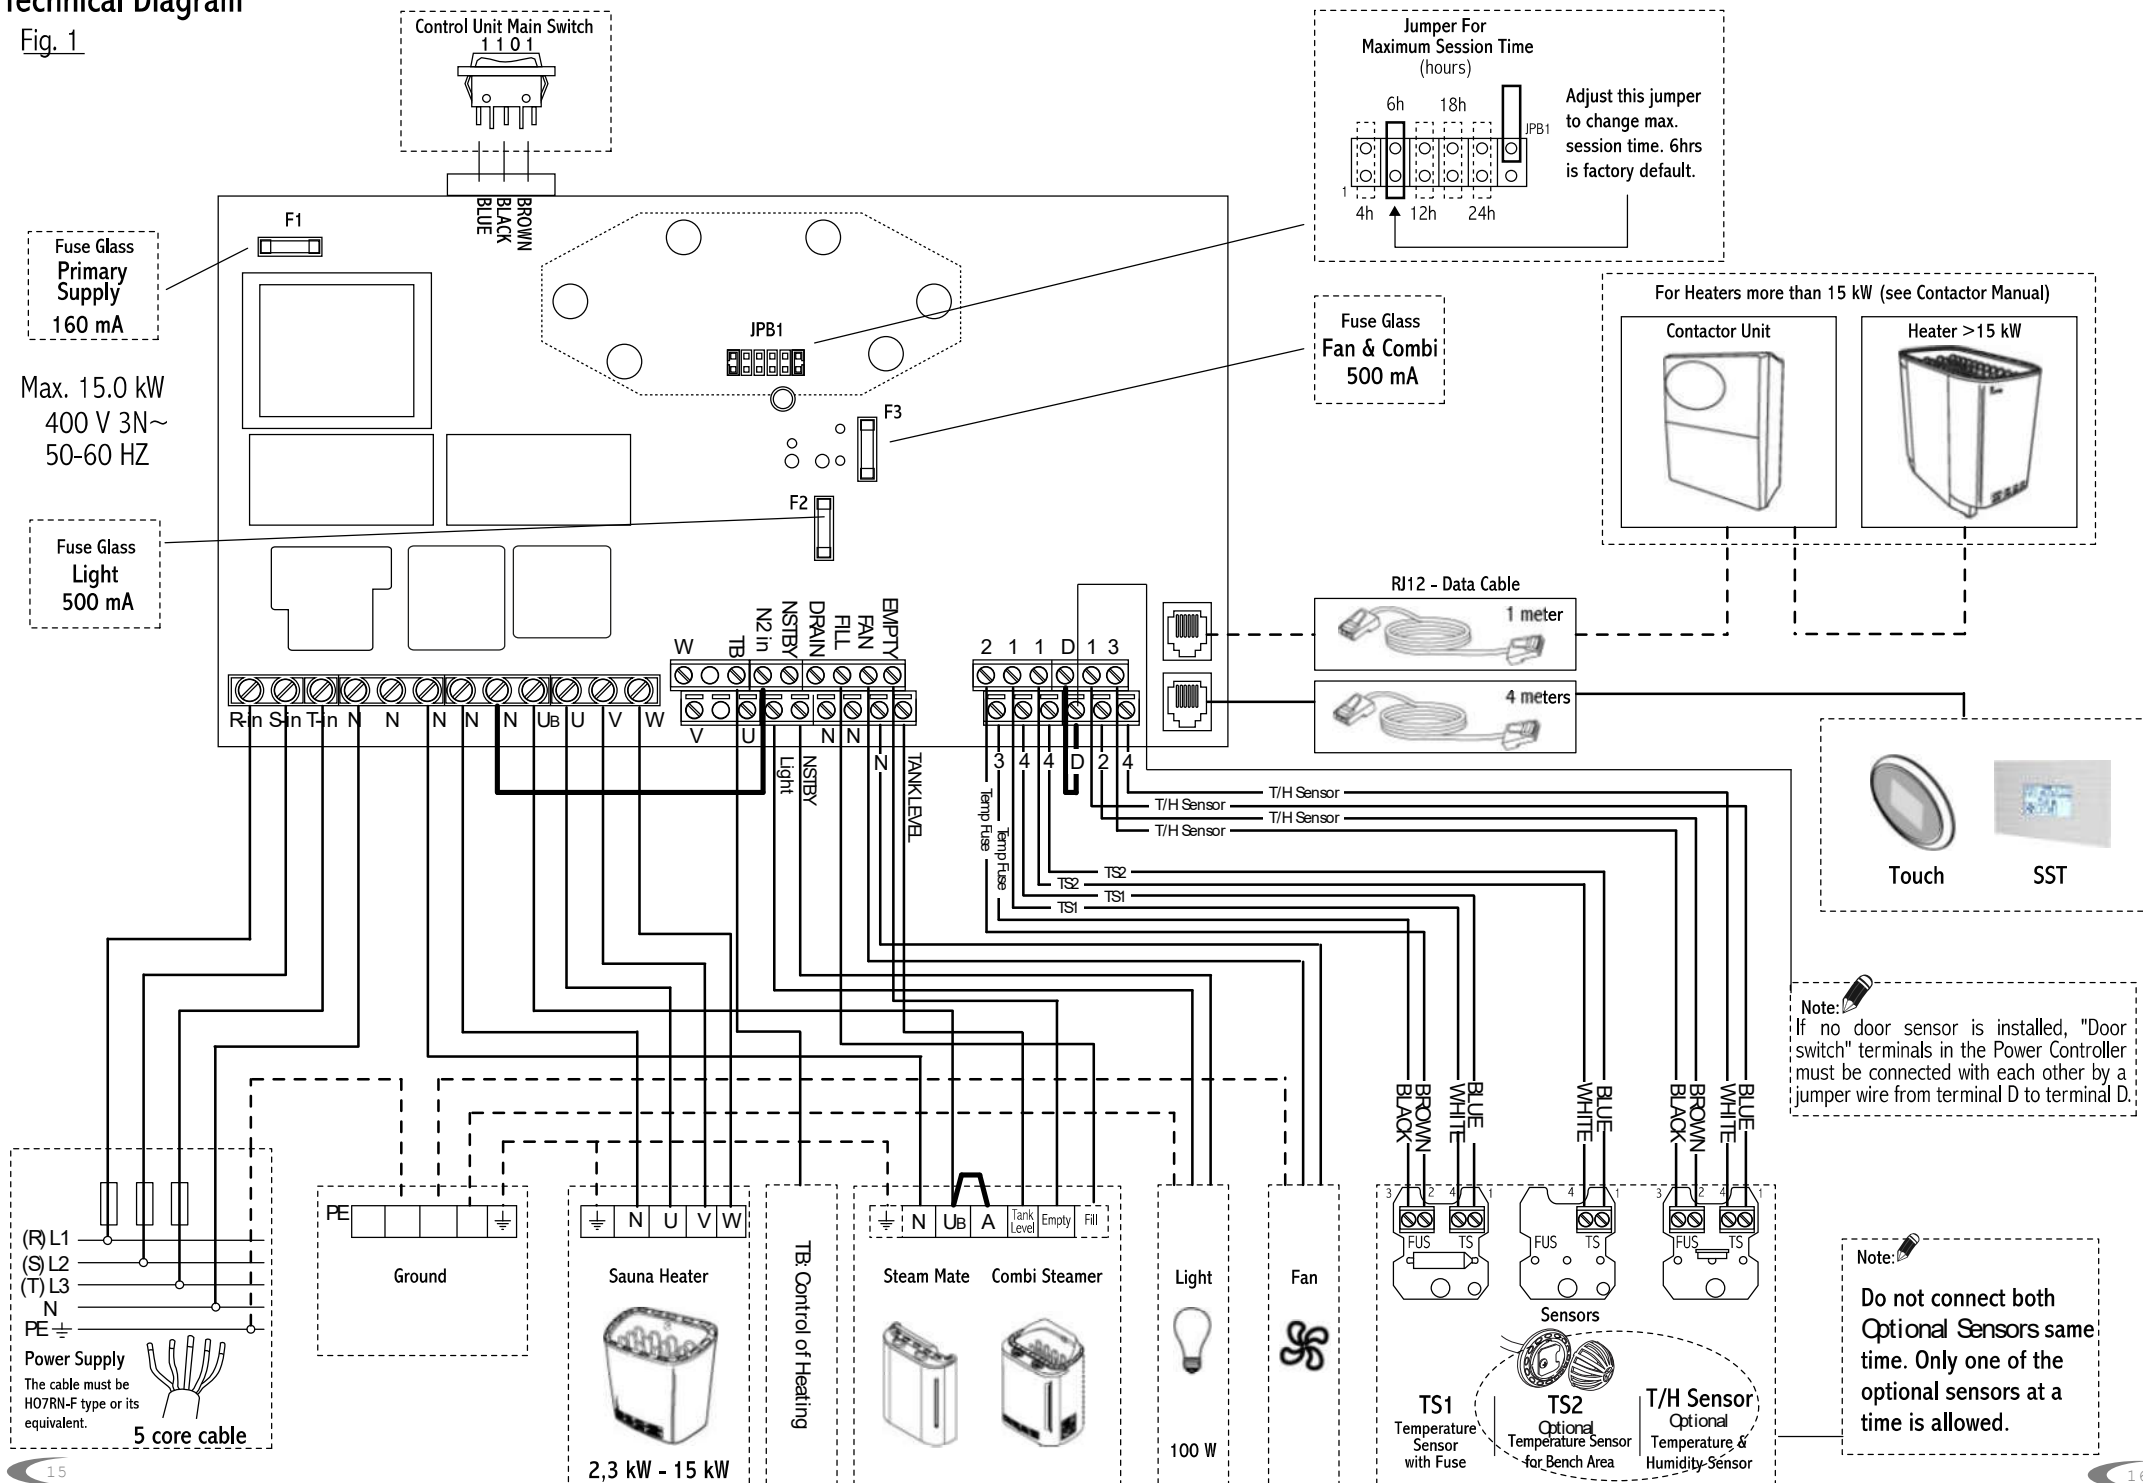 Technical Diagram
Fig. 1
Control Unit Main Switch
1 1 0 1
BLUE
BLACK
BROWN
Jumper For
Maximum Session Time
(hours)
6h 18h
JPB1
1
4h 12h 24h
Adjust this jumper
to change max.
session time. 6hrs
is factory default.
F1
Fuse Glass
Primary
Supply
160 mA
Max. 15.0 kW
400 V 3N~
50-60 HZ
JPB1
F3
F2
Fuse Glass
Fan & Combi
500 mA
Fuse Glass
Light
500 mA
For Heaters more than 15 kW (see Contactor Manual)
Contactor Unit
Heater >15 kW
RJ12 - Data Cable
1 meter
4 meters
Touch
SST
W
TB
N2 in
NSTBY
DRAIN
FILL
FAN
EMPTY
2 1 1 D 1 3
R-in S-in T-in N N N N N UB U V W
V U N N
Light
NSTBY
N
TANK LEVEL
3 4 4 D 2 4
Temp Fuse
Temp Fuse
T/H Sensor
T/H Sensor
T/H Sensor
T/H Sensor
TS2
TS2
TS1
TS1
Note:
If no door sensor is installed, "Door
switch" terminals in the Power Controller
must be connected with each other by a
jumper wire from terminal D to terminal D.
BLACK
BROWN
WHITE
BLUE
WHITE
BLUE
BLACK
BROWN
WHITE
BLUE
(R) L1
(S) L2
(T) L3
N
PE
Power Supply
The cable must be
HO7RN-F type or its
equivalent.
5 core cable
PE
Ground
N U V W
Sauna Heater
2,3 kW - 15 kW
TB: Control of Heating
N UB A Tank Level Empty Fill
Steam Mate
Combi Steamer
Light
100 W
Fan
3 2 4 1
FUS TS
4 1
FUS TS
3 2 4 1
FUS TS
Sensors
TS1
Temperature
Sensor
with Fuse
TS2
Optional
Temperature Sensor
for Bench Area
T/H Sensor
Optional
Temperature &
Humidity Sensor
Note:
Do not connect both
Optional Sensors same
time. Only one of the
optional sensors at a
time is allowed.
15